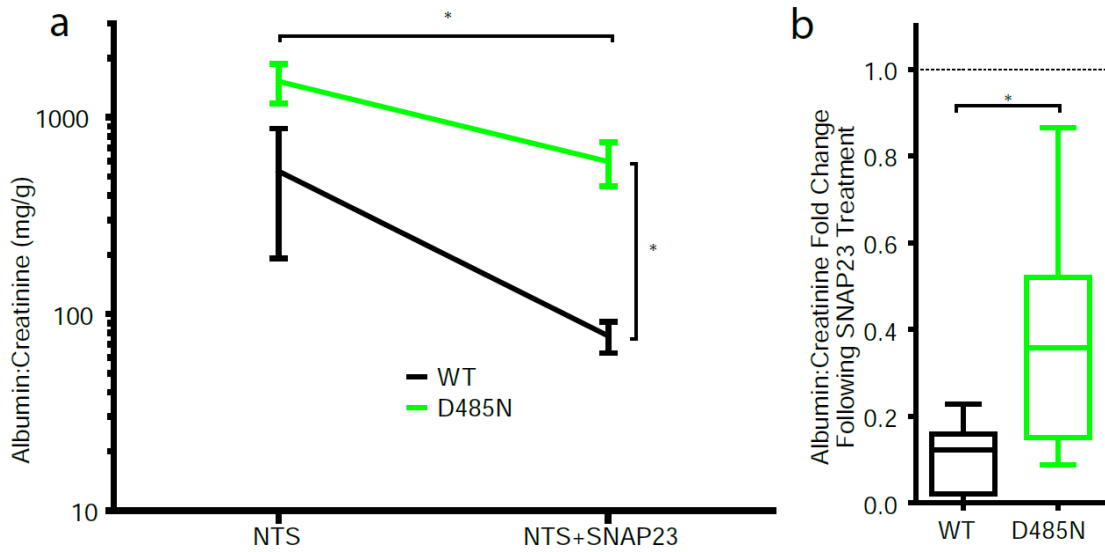 a
*
Albumin:Creatinine (mg/g)
1000
100
10
*
WT
D485N
NTS
NTS+SNAP23
b
Albumin:Creatinine Fold Change
Following SNAP23 Treatment
1.0
*
0.8
0.6
0.4
0.2
0.0
WT
D485N